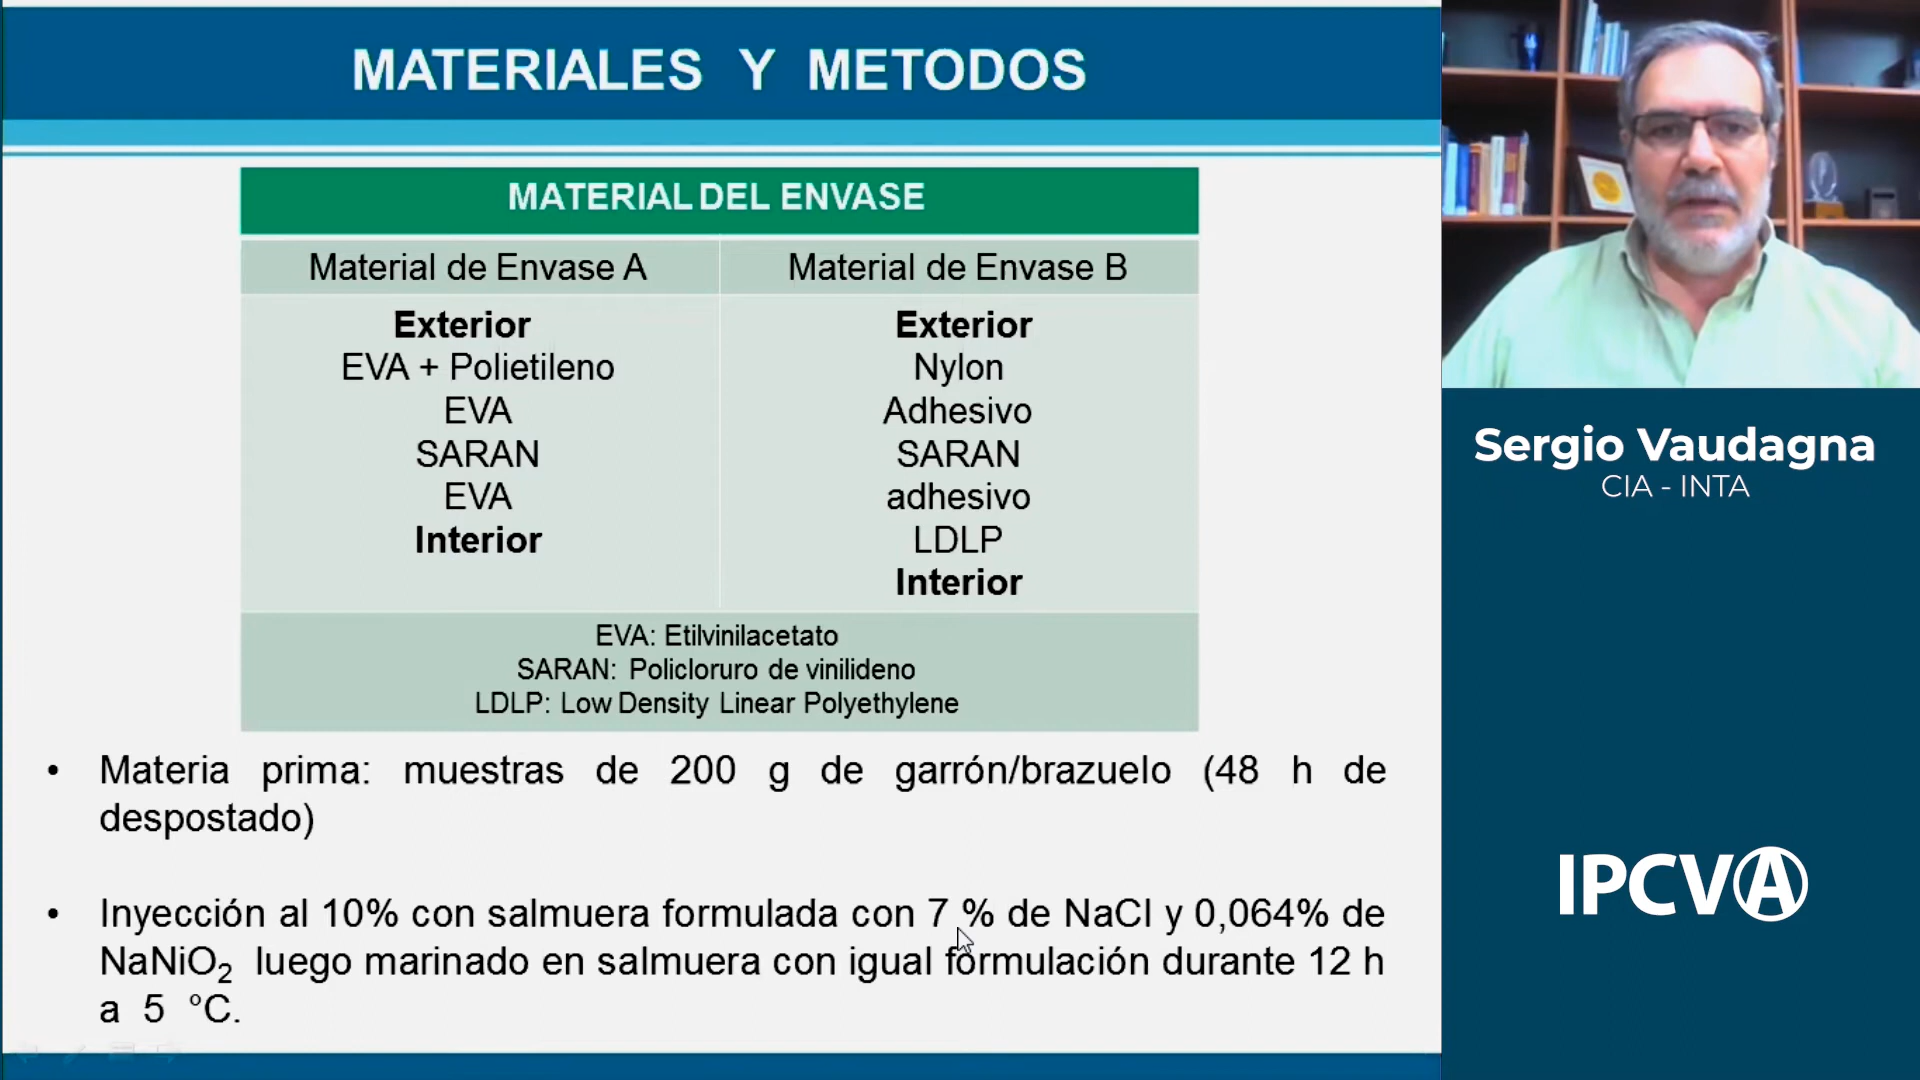 MATERIALES Y METODOS
MATERIAL DEL ENVASE
Material de Envase A
Material de Envase B
Exterior
EVA + Polietileno
EVA
SARAN
EVA
Interior
Exterior
Nylon
Adhesivo
SARAN
adhesivo
LDLP
Interior
EVA: Etilvinilacetato
SARAN: Policloruro de vinilideno
LDLP: Low Density Linear Polyethylene
• Materia prima: muestras de 200 g de garrón/brazuelo (48 h de
despostado)
• Inyección al 10% con salmuera formulada con 7 % de NaCl y 0,064% de
NaNiO₂ luego marinado en salmuera con igual formulación durante 12 h
a 5 °C.
Sergio Vaudagna
CIA - INTA
IPCVA